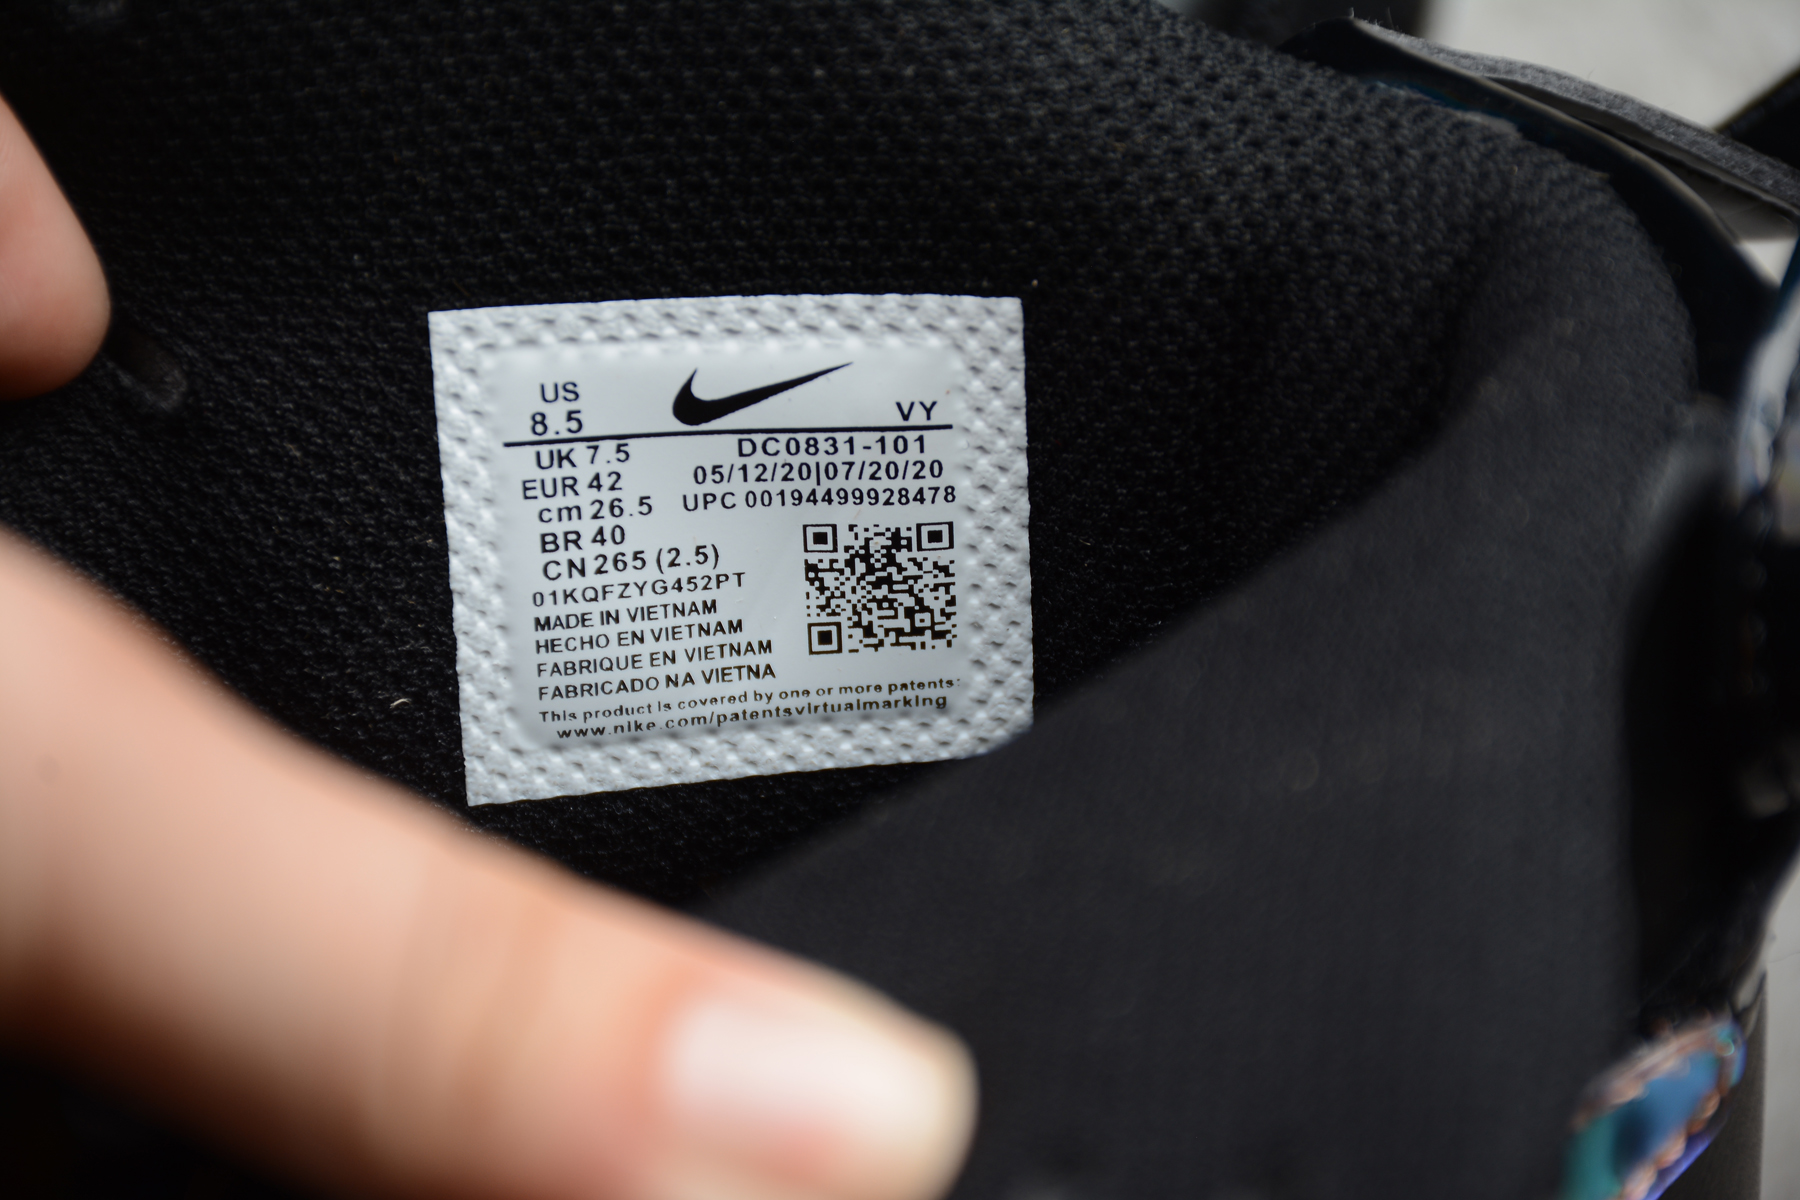 US
8.5 VY
UK 7.5 DC0831-101
EUR 42 05/12/20|07/20/20
cm 26.5 UPC 00194499928478
BR 40
CN 265 (2.5)
01KQFZYG452PT
MADE IN VIETNAM
HECHO EN VIETNAM
FABRIQUE EN VIETNAM
FABRICADO NA VIETNA
This product is covered by one or more patents:
www.nike.com/patentsvirtualmarking